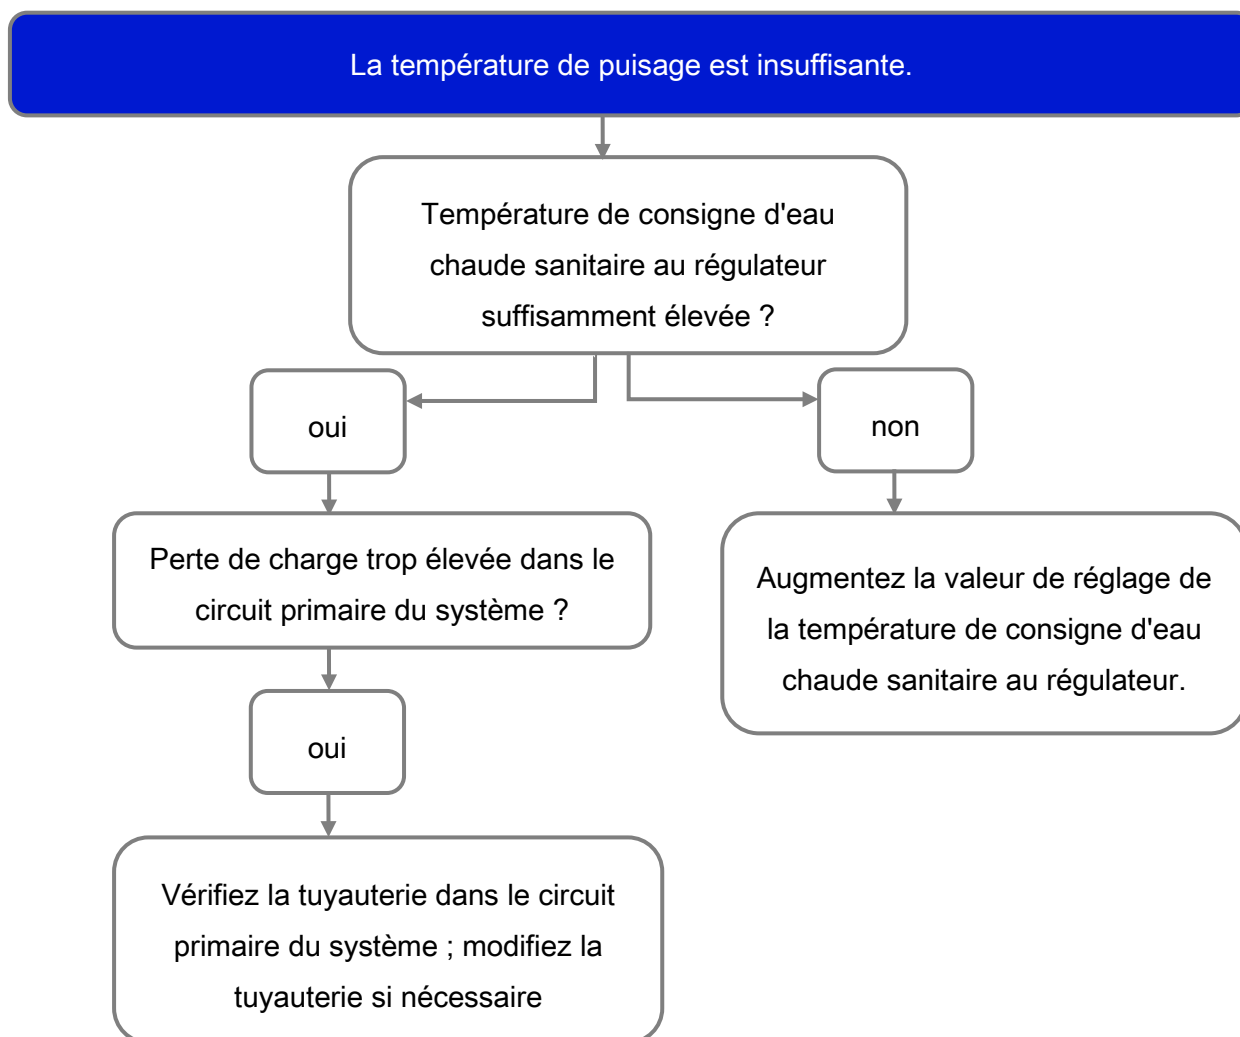 La température de puisage est insuffisante.
Température de consigne d'eau
chaude sanitaire au régulateur
suffisamment élevée ?
oui
non
Perte de charge trop élevée dans le
circuit primaire du système ?
Augmentez la valeur de réglage de
la température de consigne d'eau
chaude sanitaire au régulateur.
oui
Vérifiez la tuyauterie dans le circuit
primaire du système ; modifiez la
tuyauterie si nécessaire